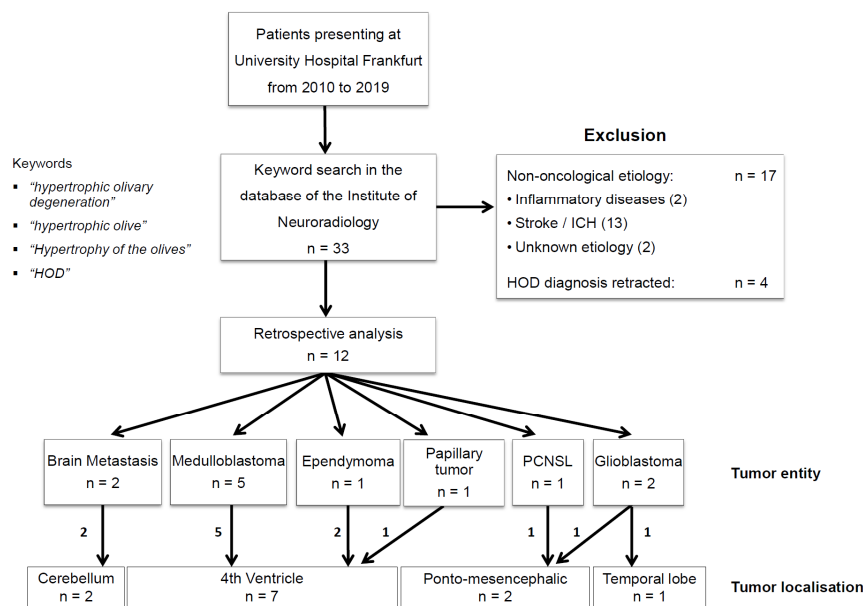 Patients presenting at
University Hospital Frankfurt
from 2010 to 2019
Exclusion
Keywords
▪ “hypertrophic olivary
degeneration”
▪ “hypertrophic olive”
▪ “Hypertrophy of the olives”
▪ “HOD”
Keyword search in the
database of the Institute of
Neuroradiology
n = 33
Non-oncological etiology: n = 17
• Inflammatory diseases (2)
• Stroke / ICH (13)
• Unknown etiology (2)
HOD diagnosis retracted: n = 4
Retrospective analysis
n = 12
Brain Metastasis
n = 2
Medulloblastoma
n = 5
Ependymoma
n = 1
Papillary
tumor
n = 1
PCNSL
n = 1
Glioblastoma
n = 2
Tumor entity
2 5 2 1 1 1 1
Cerebellum
n = 2
4th Ventricle
n = 7
Ponto-mesencephalic
n = 2
Temporal lobe
n = 1
Tumor localisation